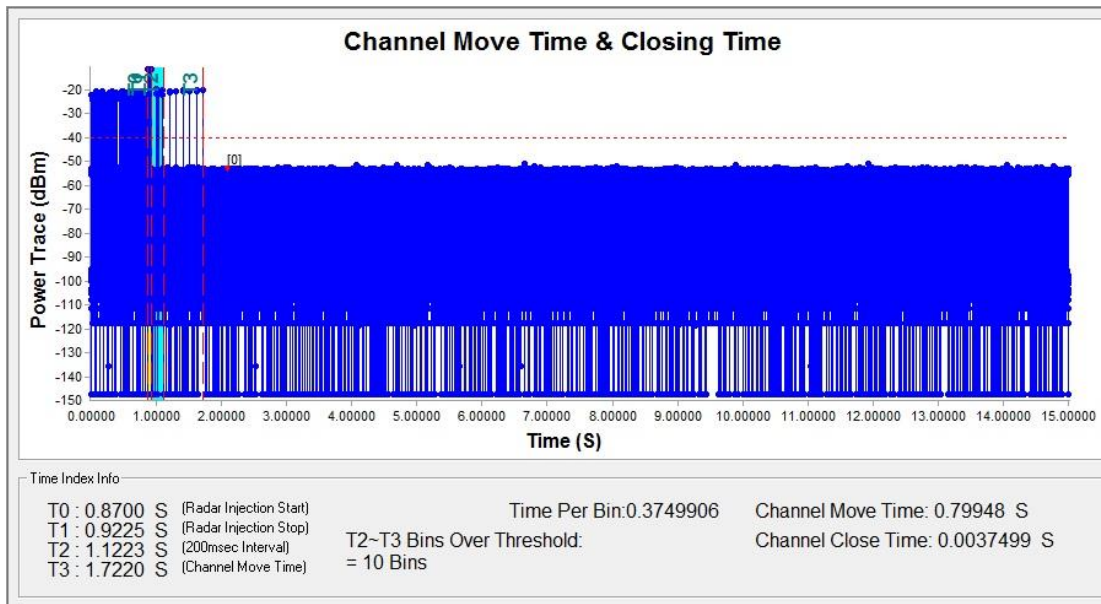 Channel Move Time & Closing Time
T2
T3
-20
-30
-40
-50
-60
-70
-80
-90
-100
-110
-120
-130
-140
-150
Power Trace (dBm)
[0]
0.00000 1.00000 2.00000 3.00000 4.00000 5.00000 6.00000 7.00000 8.00000 9.00000 10.00000 11.00000 12.00000 13.00000 14.00000 15.00000
Time (S)
Time Index Info
T0 : 0.8700 S (Radar Injection Start)
T1 : 0.9225 S (Radar Injection Stop)
T2 : 1.1223 S (200msec Interval)
T3 : 1.7220 S (Channel Move Time)
Time Per Bin:0.3749906
T2~T3 Bins Over Threshold:
= 10 Bins
Channel Move Time: 0.79948 S
Channel Close Time: 0.0037499 S